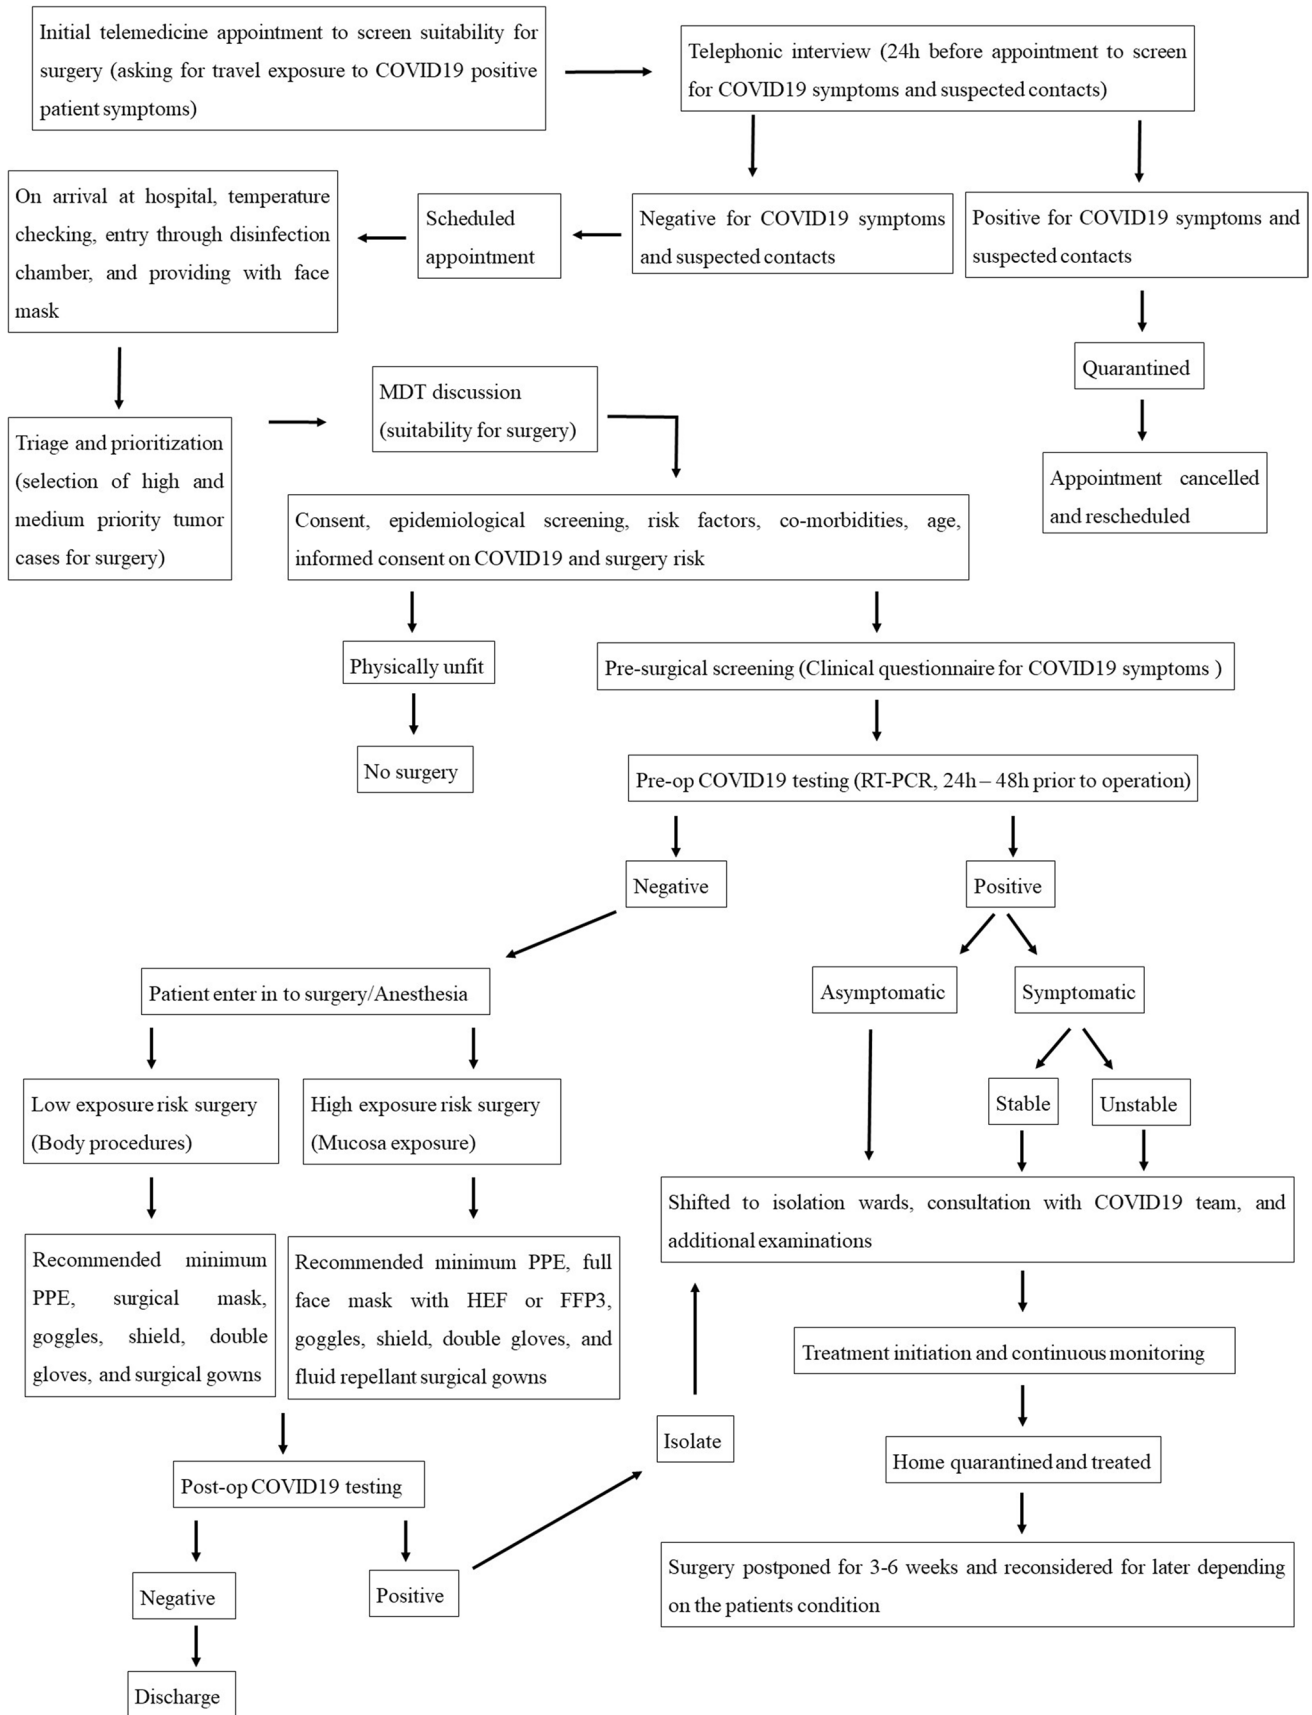 Initial telemedicine appointment to screen suitability for
surgery (asking for travel exposure to COVID19 positive
patient symptoms)
Telephonic interview (24h before appointment to screen
for COVID19 symptoms and suspected contacts)
On arrival at hospital, temperature
checking, entry through disinfection
chamber, and providing with face
mask
Scheduled
appointment
Negative for COVID19 symptoms
and suspected contacts
Positive for COVID19 symptoms and
suspected contacts
Quarantined
Appointment cancelled
and rescheduled
Triage and prioritization
(selection of high and
medium priority tumor
cases for surgery)
MDT discussion
(suitability for surgery)
Consent, epidemiological screening, risk factors, co-morbidities, age,
informed consent on COVID19 and surgery risk
Physically unfit
No surgery
Pre-surgical screening (Clinical questionnaire for COVID19 symptoms )
Pre-op COVID19 testing (RT-PCR, 24h – 48h prior to operation)
Negative
Positive
Patient enter in to surgery/Anesthesia
Asymptomatic
Symptomatic
Low exposure risk surgery
(Body procedures)
High exposure risk surgery
(Mucosa exposure)
Stable
Unstable
Shifted to isolation wards, consultation with COVID19 team, and
additional examinations
Recommended minimum
PPE, surgical mask,
goggles, shield, double
gloves, and surgical gowns
Recommended minimum PPE, full
face mask with HEF or FFP3,
goggles, shield, double gloves, and
fluid repellant surgical gowns
Treatment initiation and continuous monitoring
Isolate
Home quarantined and treated
Post-op COVID19 testing
Negative
Positive
Surgery postponed for 3-6 weeks and reconsidered for later depending
on the patients condition
Discharge